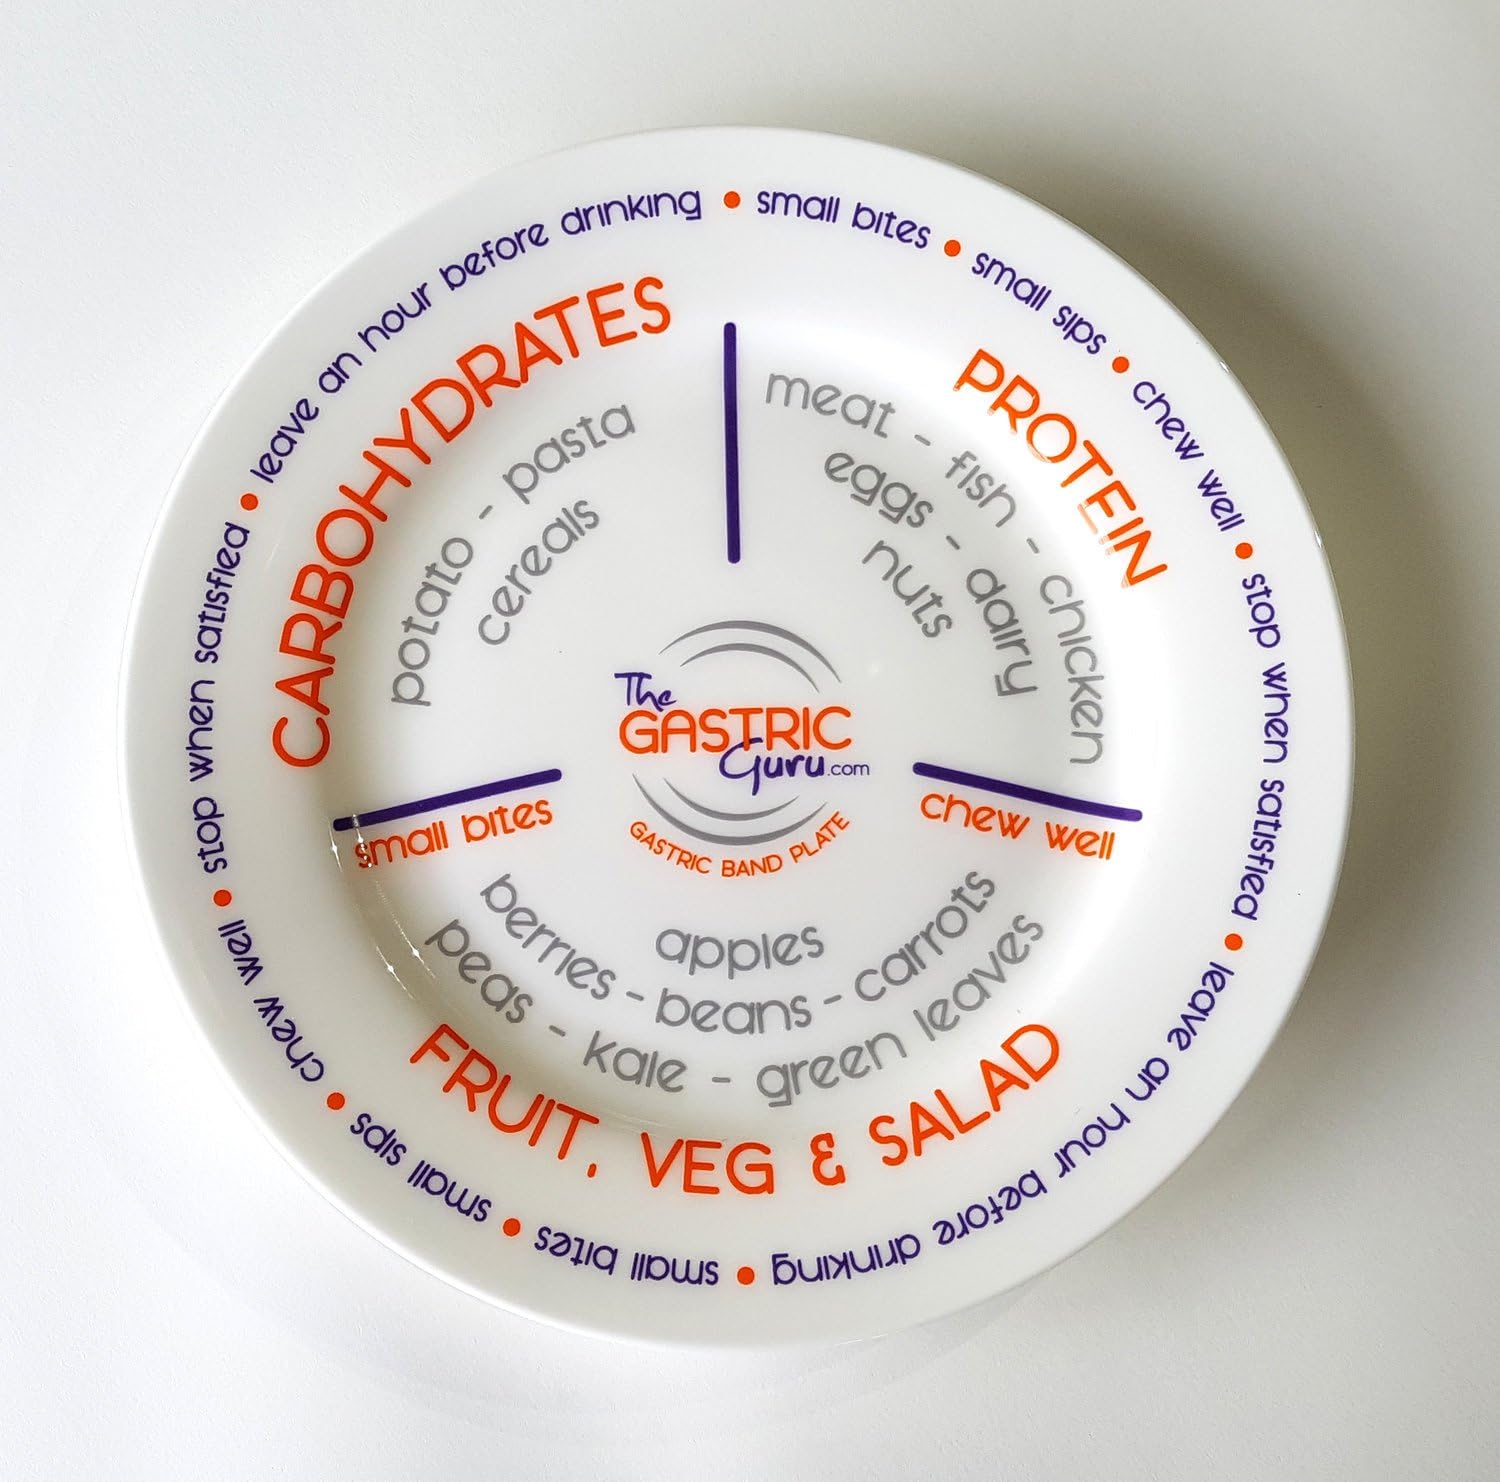 small bites • small sips • chew well • stop when satisfied • leave an hour before drinking • small bites • small sips • chew well • stop when satisfied • leave an hour before drinking •
CARBOHYDRATES
potato - pasta
cereals
PROTEIN
meat - fish - chicken
eggs - dairy
nuts
The
GASTRIC
Guru.com
GASTRIC BAND PLATE
small bites
chew well
apples
berries - beans - carrots
peas - kale - green leaves
FRUIT, VEG & SALAD